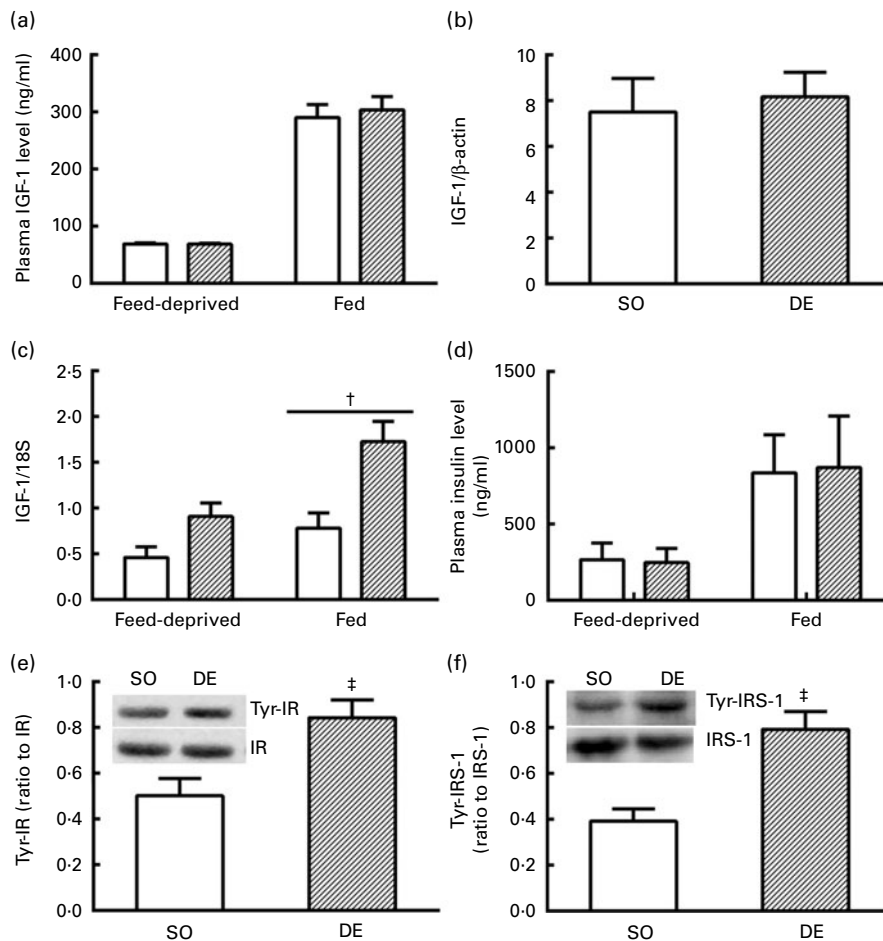 (a)
400
300
200
100
0
Plasma IGF-1 level (ng/ml)
Feed-deprived Fed
(b)
10
8
6
4
2
0
IGF-1/β-actin
SO DE
(c)
2·5
2·0
1·5
1·0
0·5
0·0
IGF-1/18S
†
Feed-deprived Fed
(d)
1500
1000
500
0
Plasma insulin level
(ng/ml)
Feed-deprived Fed
(e)
1·0
0·8
0·6
0·4
0·2
0·0
Tyr-IR (ratio to IR)
SO DE
Tyr-IR
IR
‡
SO DE
(f)
1·0
0·8
0·6
0·4
0·2
0·0
Tyr-IRS-1
(ratio to IRS-1)
SO DE
Tyr-IRS-1
IRS-1
‡
SO DE